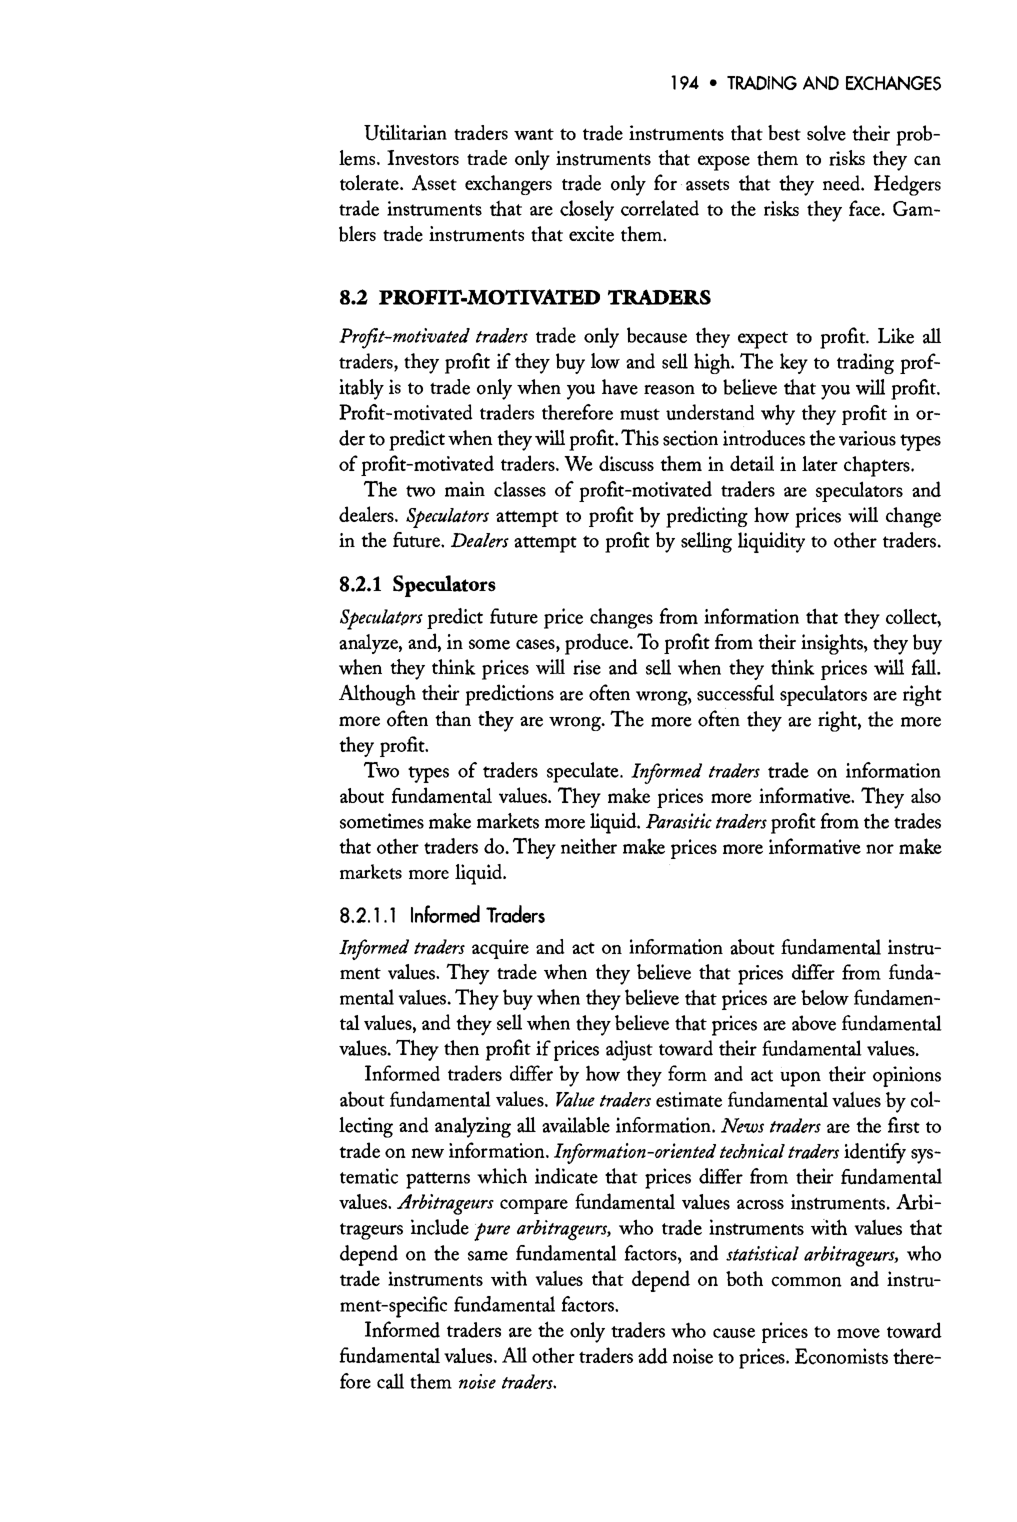 194 • TRADING AND EXCHANGES
Utilitarian traders want to trade instruments that best solve their prob-
lems. Investors trade only instruments that expose them to risks they can
tolerate. Asset exchangers trade only for assets that they need. Hedgers
trade instruments that are closely correlated to the risks they face. Gam-
blers trade instruments that excite them.
8.2 PROFIT-MOTIVATED TRADERS
Profit-motivated traders trade only because they expect to profit. Like all
traders, they profit if they buy low and sell high. The key to trading prof-
itably is to trade only when you have reason to believe that you will profit.
Profit-motivated traders therefore must understand why they profit in or-
der to predict when they will profit. This section introduces the various types
of profit-motivated traders. We discuss them in detail in later chapters.
The two main classes of profit-motivated traders are speculators and
dealers. Speculators attempt to profit by predicting how prices will change
in the future. Dealers attempt to profit by selling liquidity to other traders.
8.2.1 Speculators
Speculators predict future price changes from information that they collect,
analyze, and, in some cases, produce. To profit from their insights, they buy
when they think prices will rise and sell when they think prices will fall.
Although their predictions are often wrong, successful speculators are right
more often than they are wrong. The more often they are right, the more
they profit.
Two types of traders speculate. Informed traders trade on information
about fundamental values. They make prices more informative. They also
sometimes make markets more liquid. Parasitic traders profit from the trades
that other traders do. They neither make prices more informative nor make
markets more liquid.
8.2.1.1 Informed Traders
Informed traders acquire and act on information about fundamental instru-
ment values. They trade when they believe that prices differ from funda-
mental values. They buy when they believe that prices are below fundamen-
tal values, and they sell when they believe that prices are above fundamental
values. They then profit if prices adjust toward their fundamental values.
Informed traders differ by how they form and act upon their opinions
about fundamental values. Value traders estimate fundamental values by col-
lecting and analyzing all available information. News traders are the first to
trade on new information. Information-oriented technical traders identify sys-
tematic patterns which indicate that prices differ from their fundamental
values. Arbitrageurs compare fundamental values across instruments. Arbi-
trageurs include pure arbitrageurs, who trade instruments with values that
depend on the same fundamental factors, and statistical arbitrageurs, who
trade instruments with values that depend on both common and instru-
ment-specific fundamental factors.
Informed traders are the only traders who cause prices to move toward
fundamental values. All other traders add noise to prices. Economists there-
fore call them noise traders.